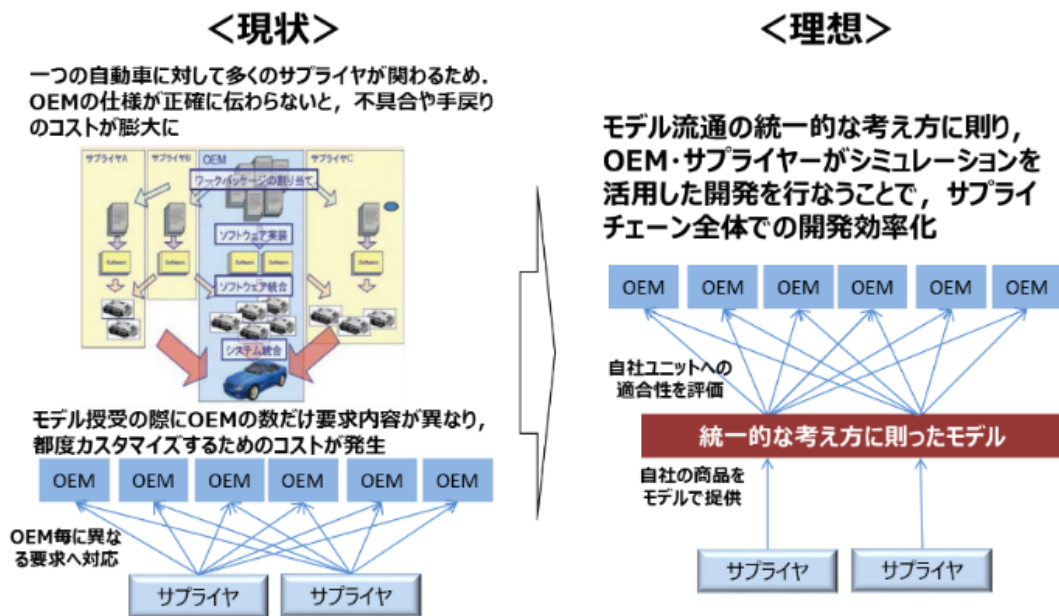 ＜現状＞
一つの自動車に対して多くのサプライヤが関わるため．
OEMの仕様が正確に伝わらないと，不具合や手戻り
のコストが膨大に
サプライヤA
サプライヤB
OEM
サプライヤC
ワークパッケージの割り当て
ソフトウェア実装
Software
Software
Software
ソフトウェア統合
システム統合
モデル授受の際にOEMの数だけ要求内容が異なり，
都度カスタマイズするためのコストが発生
OEM
OEM
OEM
OEM
OEM
OEM
OEM毎に異な
る要求へ対応
サプライヤ
サプライヤ
＜理想＞
モデル流通の統一的な考え方に則り，
OEM・サプライヤーがシミュレーションを
活用した開発を行なうことで，サプライ
チェーン全体での開発効率化
OEM
OEM
OEM
OEM
OEM
OEM
自社ユニットへの
適合性を評価
統一的な考え方に則ったモデル
自社の商品を
モデルで提供
サプライヤ
サプライヤ